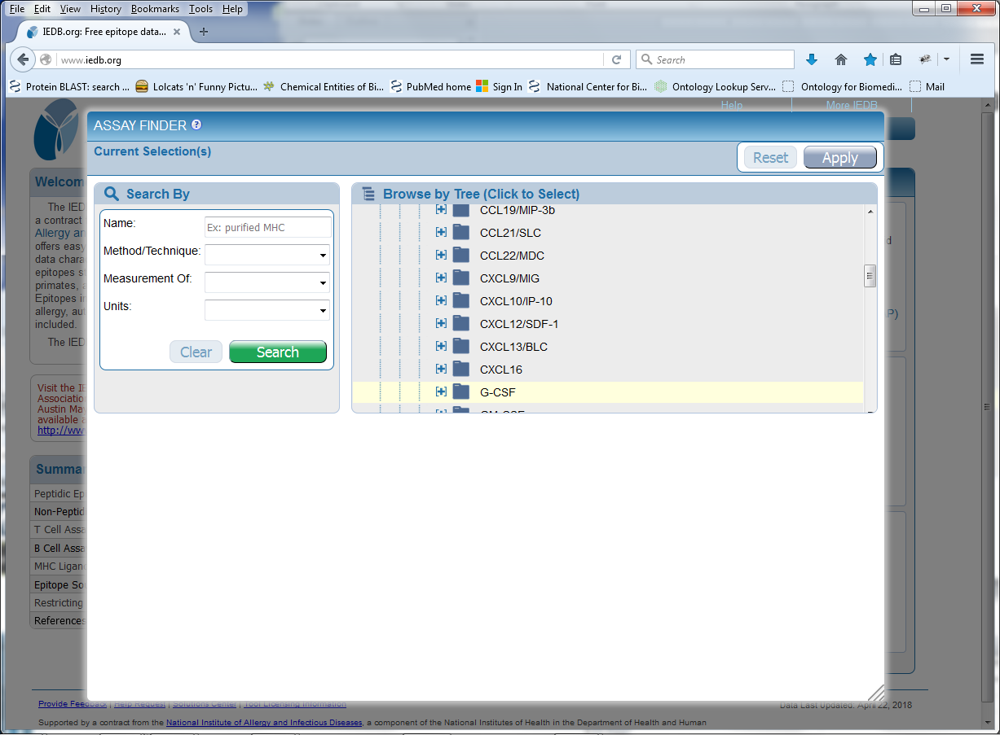 File Edit View History Bookmarks Tools Help
IEDB.org: Free epitope data...
www.iedb.org
Search
Protein BLAST: search ... Lolcats 'n' Funny Pictu... Chemical Entities of Bi... PubMed home Sign In National Center for Bi... Ontology Lookup Serv... Ontology for Biomedi... Mail
Help More IEDB
ASSAY FINDER
Current Selection(s)
Reset Apply
Welcom
The IED
a contract
Allergy an
offers easy
data chara
epitopes s
primates, a
Epitopes i
allergy, au
included.
The IED
Search By
Name: Ex: purified MHC
Method/Technique:
Measurement Of:
Units:
Clear Search
Browse by Tree (Click to Select)
CCL19/MIP-3b
CCL21/SLC
CCL22/MDC
CXCL9/MIG
CXCL10/IP-10
CXCL12/SDF-1
CXCL13/BLC
CXCL16
G-CSF
d
P)
Visit the IE
Association
Austin May
available a
http://ww
Summa
Peptidic Ep
Non-Peptid
T Cell Assa
B Cell Assa
MHC Ligand
Epitope So
Restricting
References
Provide Feedback | Help Request | Solutions Center | Tool Licensing Information
Data Last Updated: April 22, 2018
Supported by a contract from the National Institute of Allergy and Infectious Diseases, a component of the National Institutes of Health in the Department of Health and Human